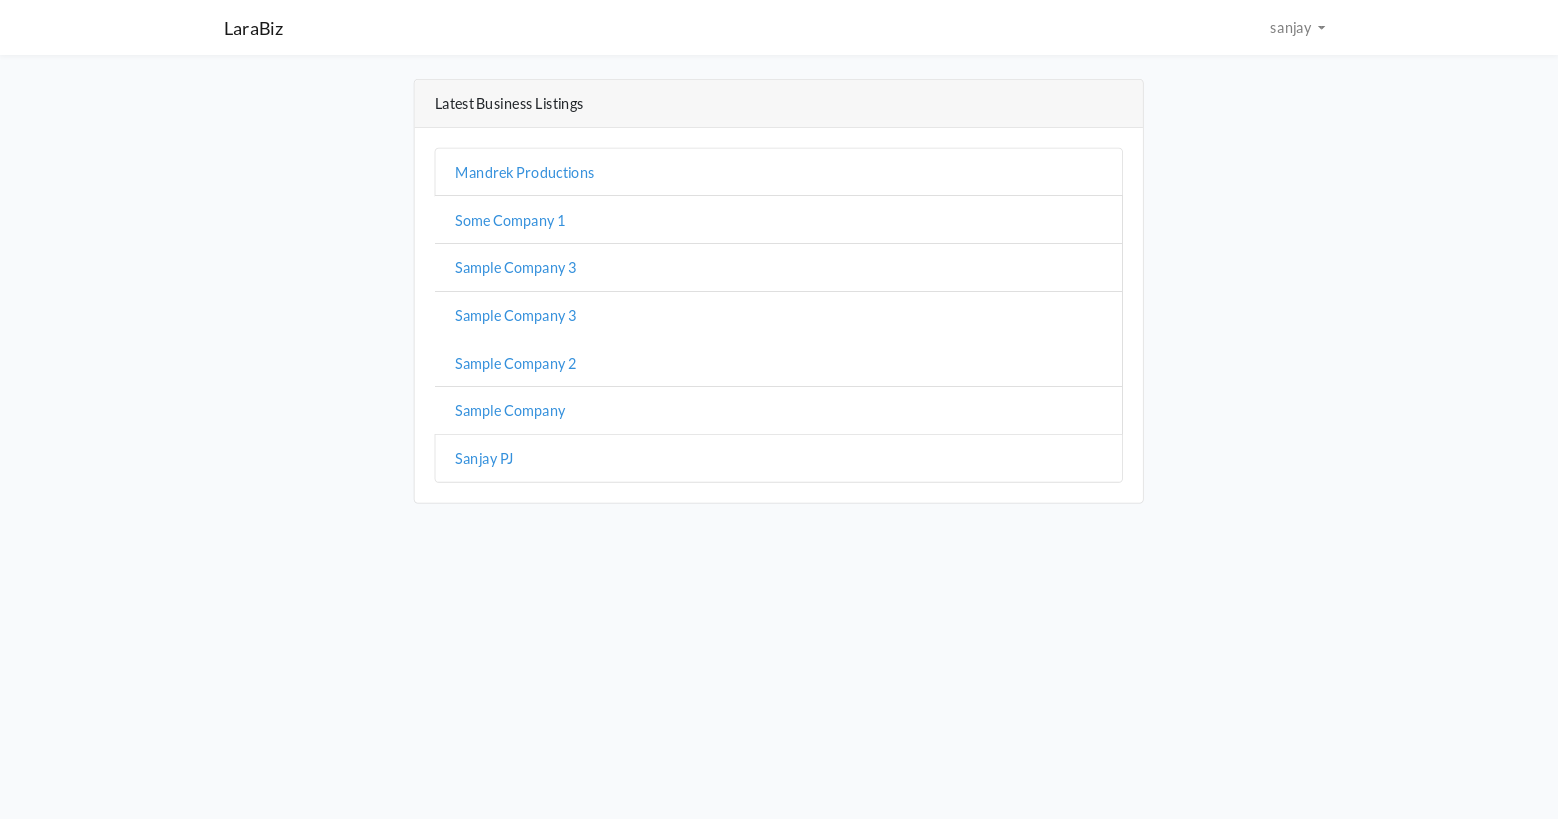 LaraBiz
sanjay
Latest Business Listings
Mandrek Productions
Some Company 1
Sample Company 3
Sample Company 3
Sample Company 2
Sample Company
Sanjay PJ